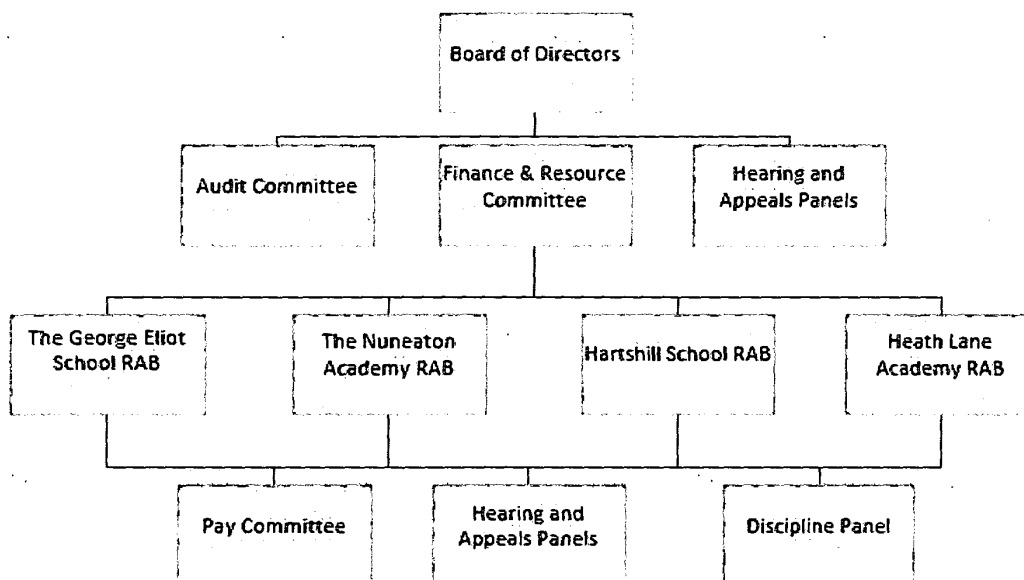 Board of Directors
Audit Committee
Finance & Resource
Committee
Hearing and
Appeals Panels
The George Eliot
School RAB
The Nuneaton
Academy RAB
Hartshill School RAB
Heath Lane
Academy RAB
Pay Committee
Hearing and
Appeals Panels
Discipline Panel